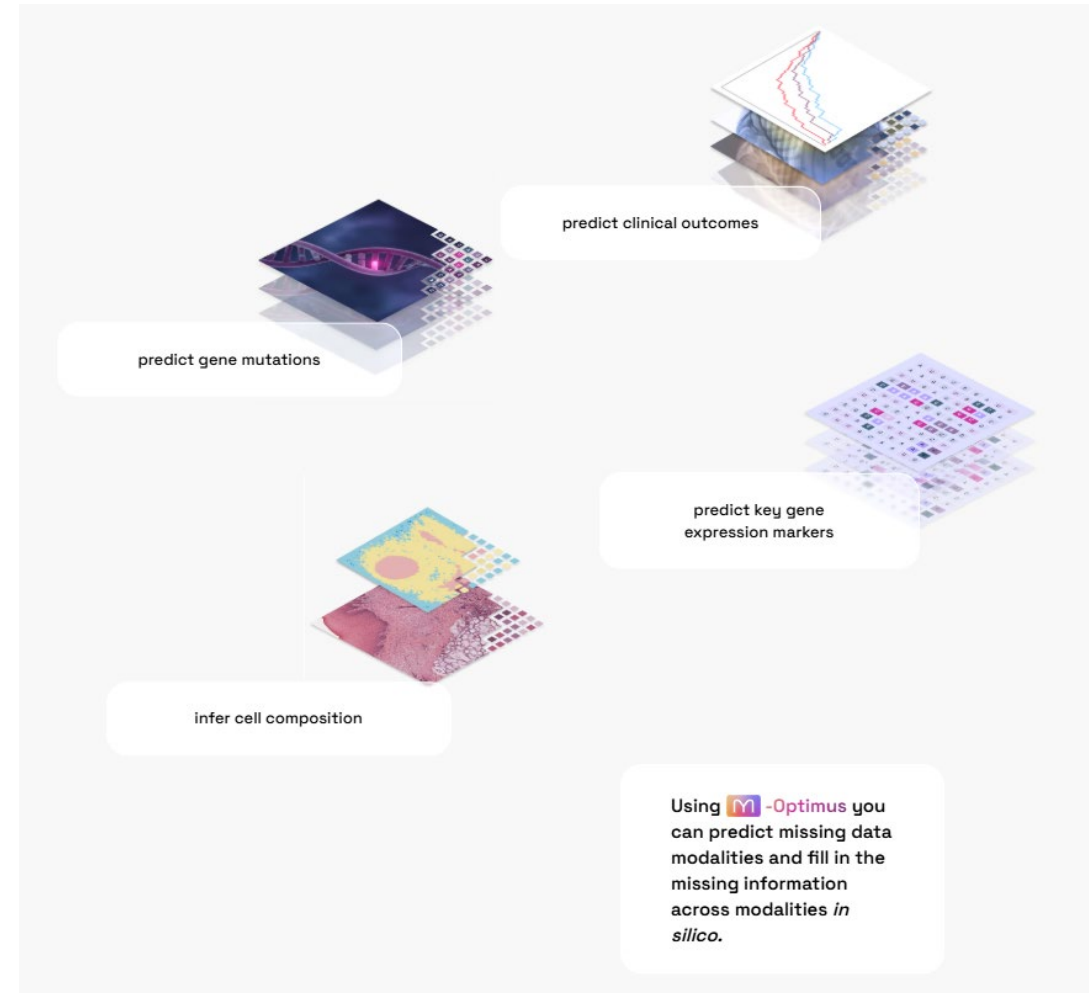 predict clinical outcomes
predict gene mutations
predict key gene
expression markers
infer cell composition
Using M -Optimus you
can predict missing data
modalities and fill in the
missing information
across modalities in
silico.